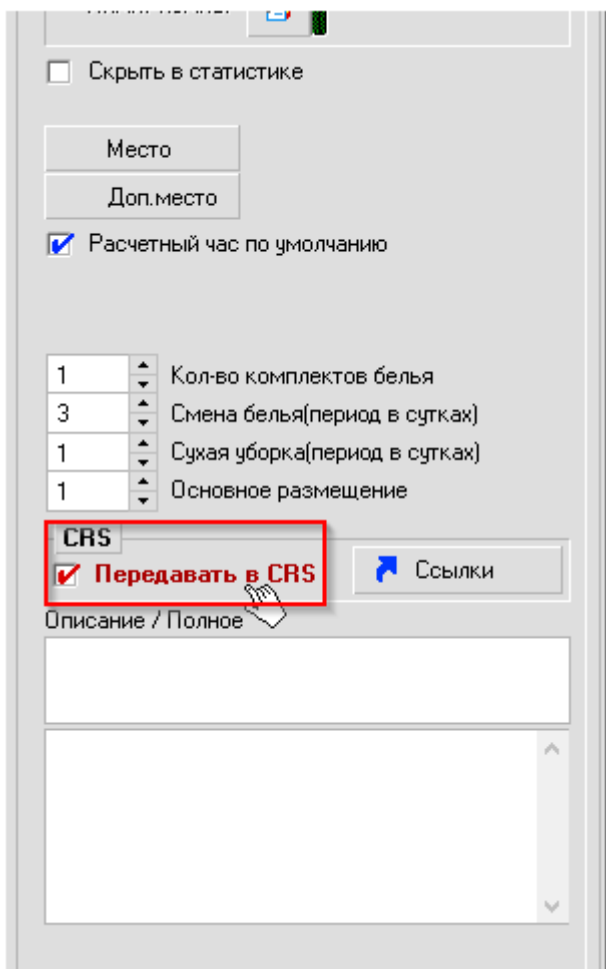 Скрыть в статистике
Место
Доп.место
Расчетный час по умолчанию
1 Кол-во комплектов белья
3 Смена белья(период в сутках)
1 Сухая уборка(период в сутках)
1 Основное размещение
CRS
Передавать в CRS Ссылки
Описание / Полное